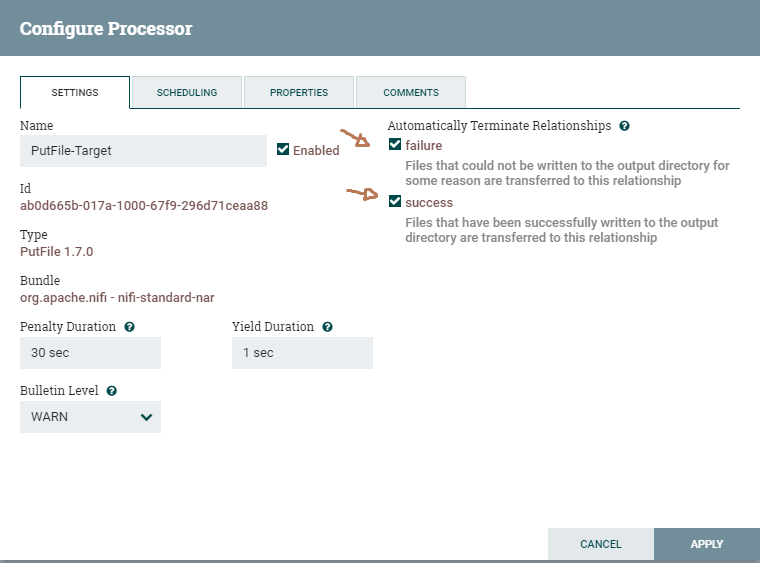 Configure Processor
SETTINGS
SCHEDULING
PROPERTIES
COMMENTS
Name
PutFile-Target
Enabled
Id
ab0d665b-017a-1000-67f9-296d71ceaa88
Type
PutFile 1.7.0
Bundle
org.apache.nifi - nifi-standard-nar
Penalty Duration
30 sec
Yield Duration
1 sec
Bulletin Level
WARN
Automatically Terminate Relationships
failure
Files that could not be written to the output directory for
some reason are transferred to this relationship
success
Files that have been successfully written to the output
directory are transferred to this relationship
CANCEL
APPLY